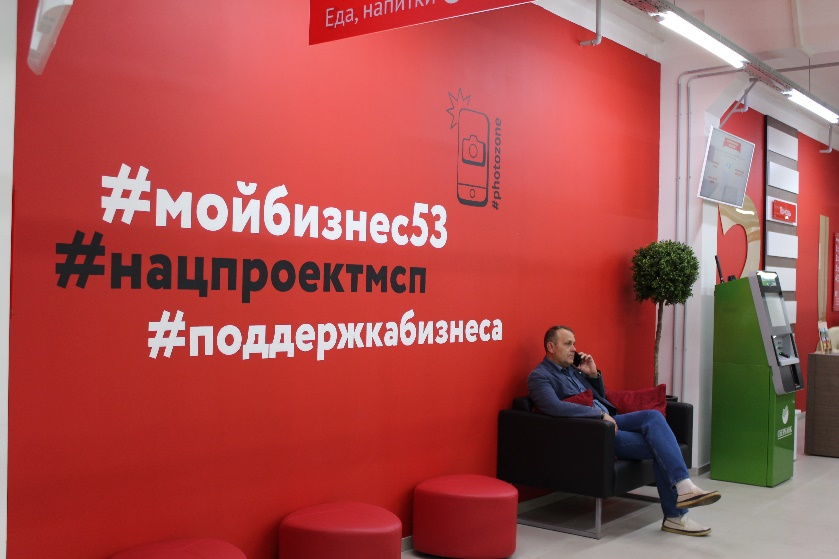 Еда, напитки
#photozone
#мойбизнес53
#нацпроектмсп
#поддержкабизнеса